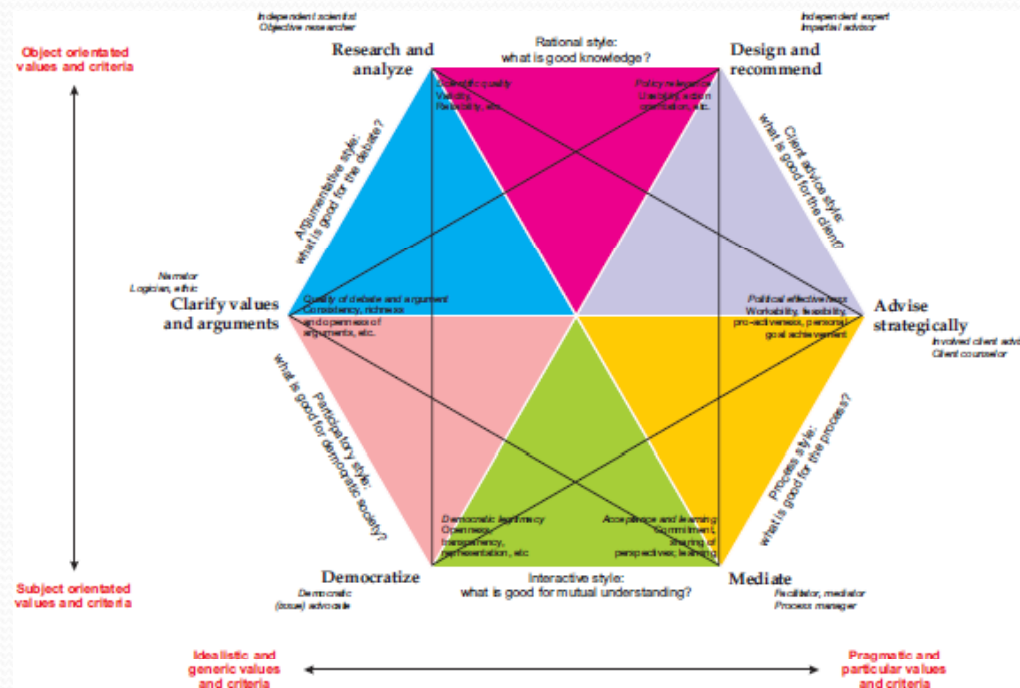 Independent scientist
Objective researcher
Research and
analyze
Rational style:
what is good knowledge?
Independent expert
Impartial advisor
Design and
recommend
Object orientated
values and criteria
Scientific quality
Validity,
Reliability, etc.
Policy relevance
Usability, action
orientation, etc.
Argumentative style:
what is good for the debate?
Client advice style:
what is good for the client?
Narrator
Logician, ethic
Clarify values
and arguments
Quality of debate and argument
Consistency, richness
and openness of
arguments, etc.
Political effectiveness
Workability, feasibility,
pro-activeness, personal
goal achievement
Advise
strategically
Involved client advi
Client counselor
Participatory style:
what is good for democratic society?
Process style:
what is good for the process?
Democratic legitimacy
Openness,
transparency,
representation, etc
Acceptance and learning
Commitment,
sharing of
perspectives; learning
Democratize
Democratic
(issue) advocate
Interactive style:
what is good for mutual understanding?
Mediate
Facilitator, mediator
Process manager
Subject orientated
values and criteria
Idealistic and
generic values
and criteria
Pragmatic and
particular values
and criteria